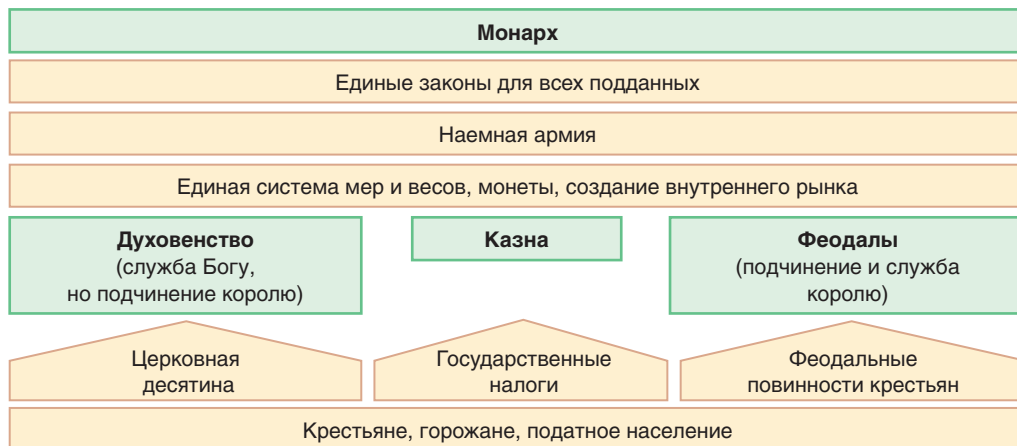 Монарх
Единые законы для всех подданных
Наемная армия
Единая система мер и весов, монеты, создание внутреннего рынка
Духовенство
(служба Богу,
но подчинение королю)
Казна
Феодалы
(подчинение и служба
королю)
Церковная
десятина
Государственные
налоги
Феодальные
повинности крестьян
Крестьяне, горожане, податное население